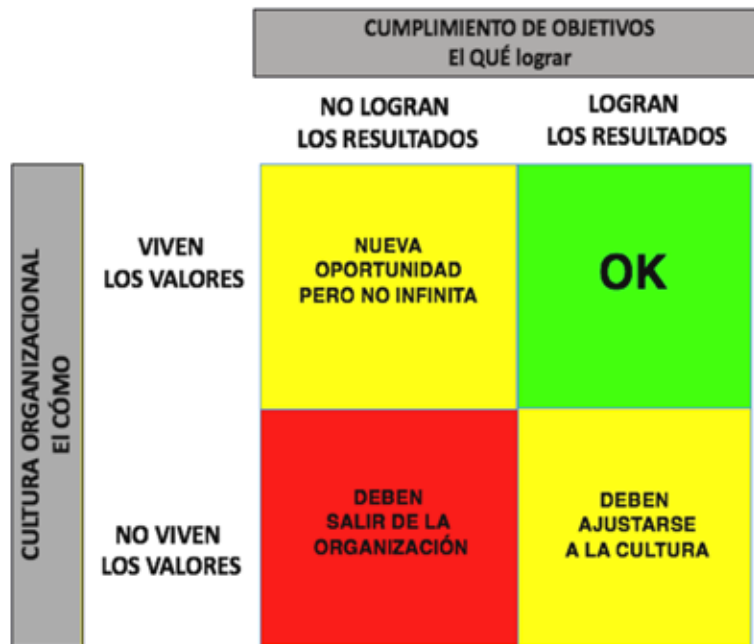 CUMPLIMIENTO DE OBJETIVOS
El QUÉ lograr
NO LOGRAN
LOS RESULTADOS
LOGRAN
LOS RESULTADOS
CULTURA ORGANIZACIONAL
El CÓMO
VIVEN
LOS VALORES
NUEVA
OPORTUNIDAD
PERO NO INFINITA
OK
NO VIVEN
LOS VALORES
DEBEN
SALIR DE LA
ORGANIZACIÓN
DEBEN
AJUSTARSE
A LA CULTURA